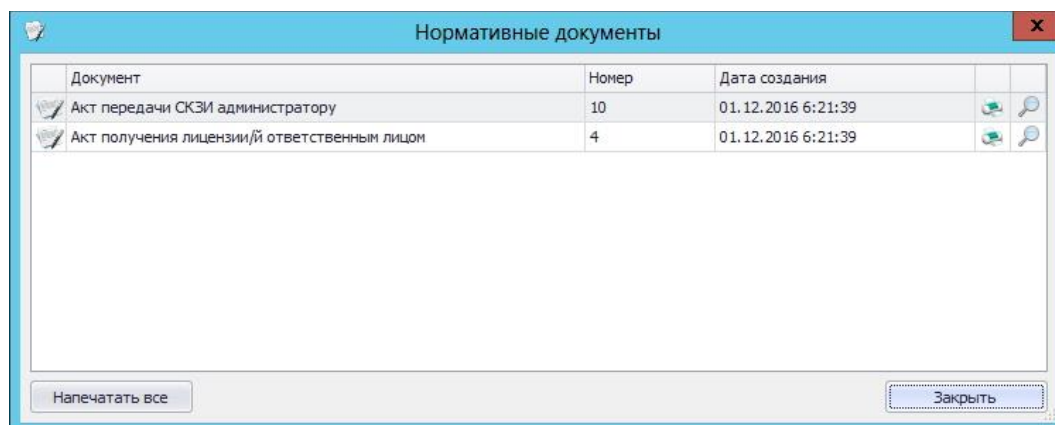 Нормативные документы
x
Документ Номер Дата создания
Акт передачи СКЗИ администратору 10 01.12.2016 6:21:39
Акт получения лицензии/й ответственным лицом 4 01.12.2016 6:21:39
Напечатать все Закрыть